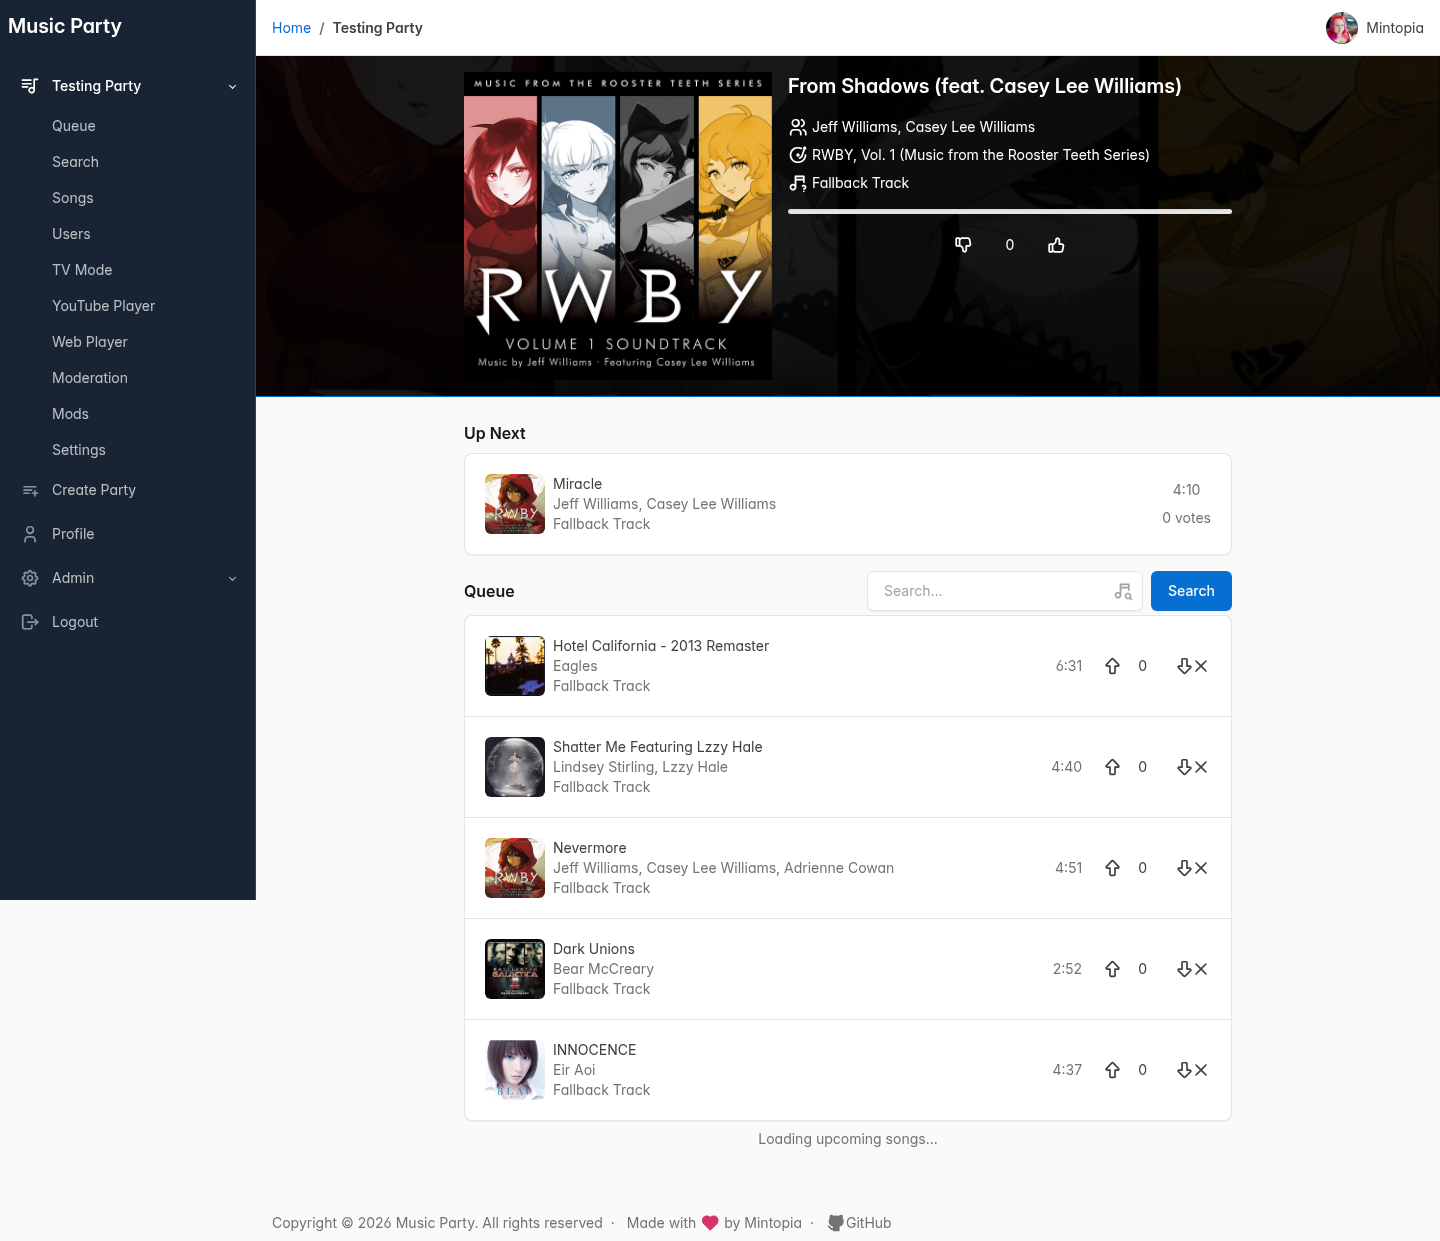 Music Party
Testing Party
Queue
Search
Songs
Users
TV Mode
YouTube Player
Web Player
Moderation
Mods
Settings
Create Party
Profile
Admin
Logout
Home / Testing Party
Mintopia
MUSIC FROM THE ROOSTER TEETH SERIES
RWBY
VOLUME 1 SOUNDTRACK
Music by Jeff Williams · Featuring Casey Lee Williams
From Shadows (feat. Casey Lee Williams)
Jeff Williams, Casey Lee Williams
RWBY, Vol. 1 (Music from the Rooster Teeth Series)
Fallback Track
0
Up Next
RWBY
Miracle
Jeff Williams, Casey Lee Williams
Fallback Track
4:10
0 votes
Queue
Search...
Search
Hotel California - 2013 Remaster
Eagles
Fallback Track
6:31 0
Shatter Me Featuring Lzzy Hale
Lindsey Stirling, Lzzy Hale
Fallback Track
4:40 0
RWBY
Nevermore
Jeff Williams, Casey Lee Williams, Adrienne Cowan
Fallback Track
4:51 0
GALACTICA
Dark Unions
Bear McCreary
Fallback Track
2:52 0
INNOCENCE
Eir Aoi
Fallback Track
4:37 0
Loading upcoming songs...
Copyright © 2026 Music Party. All rights reserved · Made with by Mintopia · GitHub